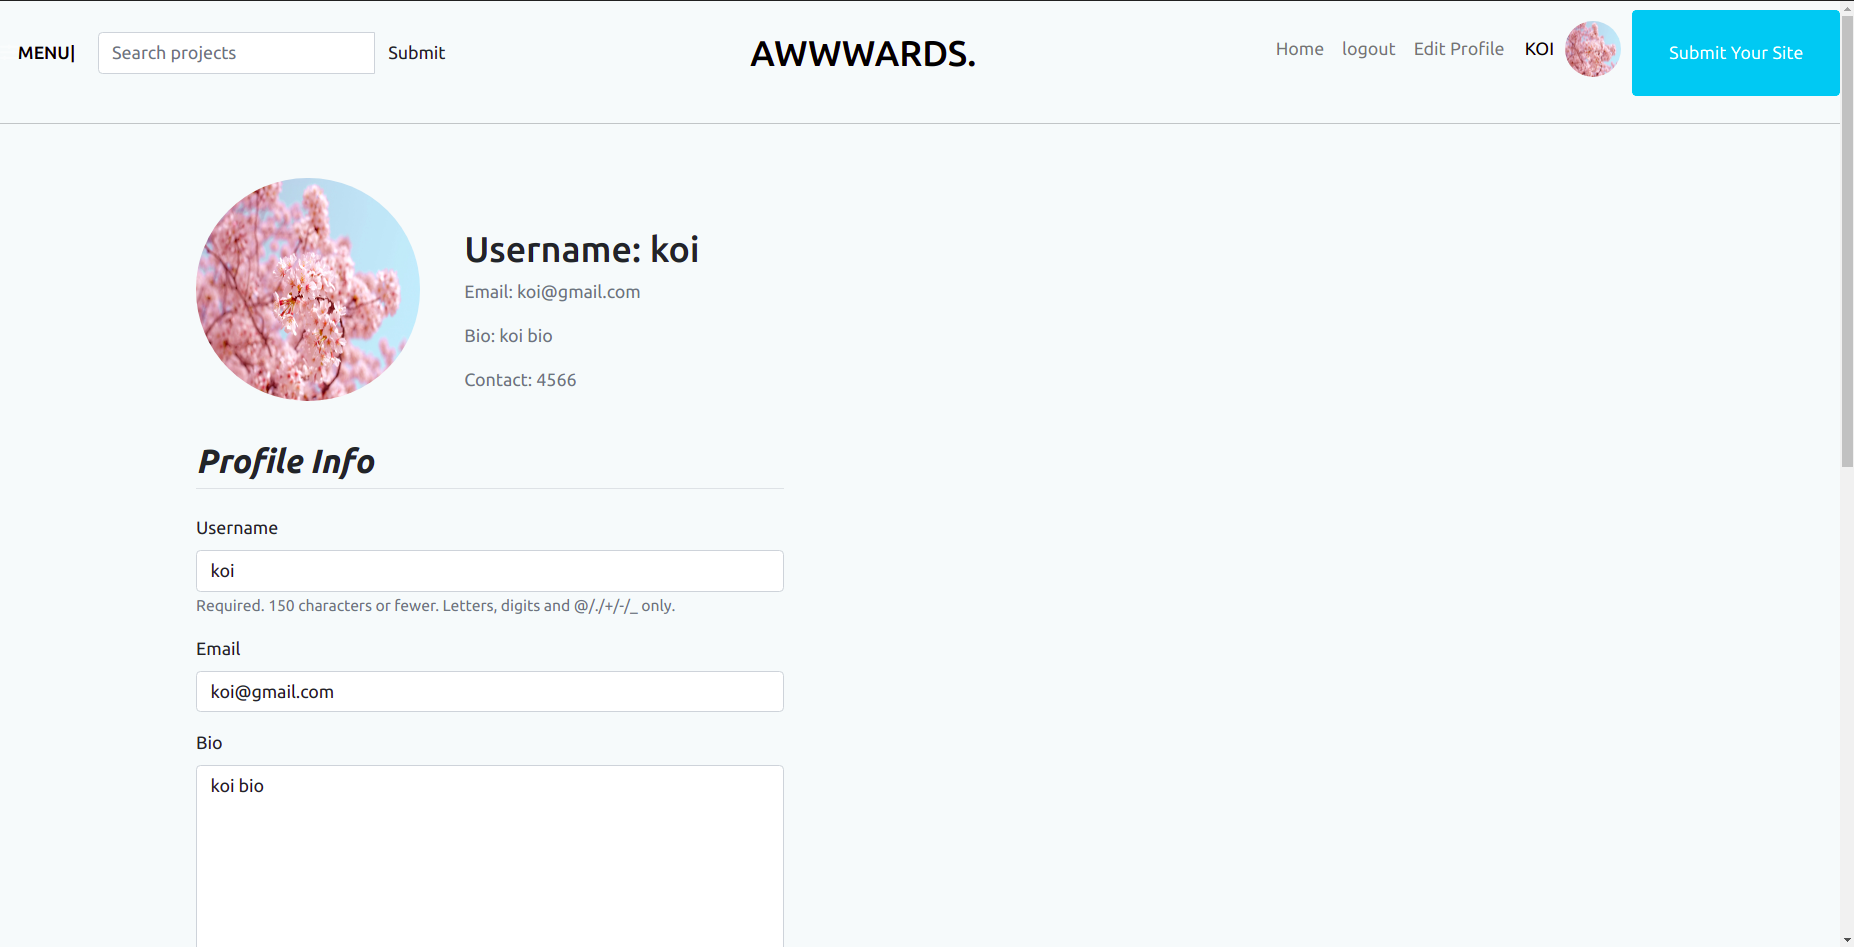 MENU| Search projects Submit AWWWARDS. Home logout Edit Profile KOI Submit Your Site
Username: koi
Email: koi@gmail.com
Bio: koi bio
Contact: 4566
Profile Info
Username
koi
Required. 150 characters or fewer. Letters, digits and @/./+/-/_ only.
Email
koi@gmail.com
Bio
koi bio